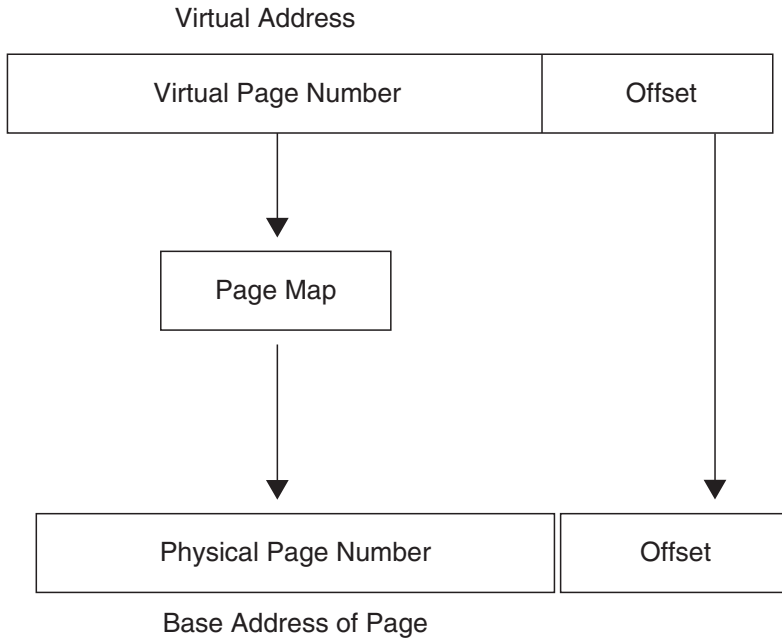 Virtual Address
Virtual Page Number
Offset
Page Map
Physical Page Number
Offset
Base Address of Page